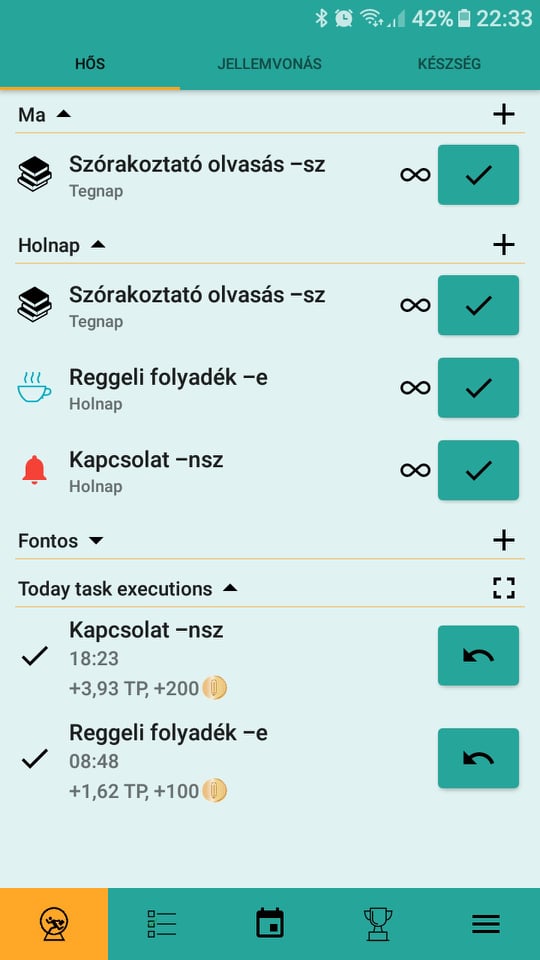 42% 22:33
HŐS JELLEMVONÁS KÉSZSÉG
Ma
Szórakoztató olvasás –sz
Tegnap
Holnap
Szórakoztató olvasás –sz
Tegnap
Reggeli folyadék –e
Holnap
Kapcsolat –nsz
Holnap
Fontos
Today task executions
Kapcsolat –nsz
18:23
+3,93 TP, +200
Reggeli folyadék –e
08:48
+1,62 TP, +100